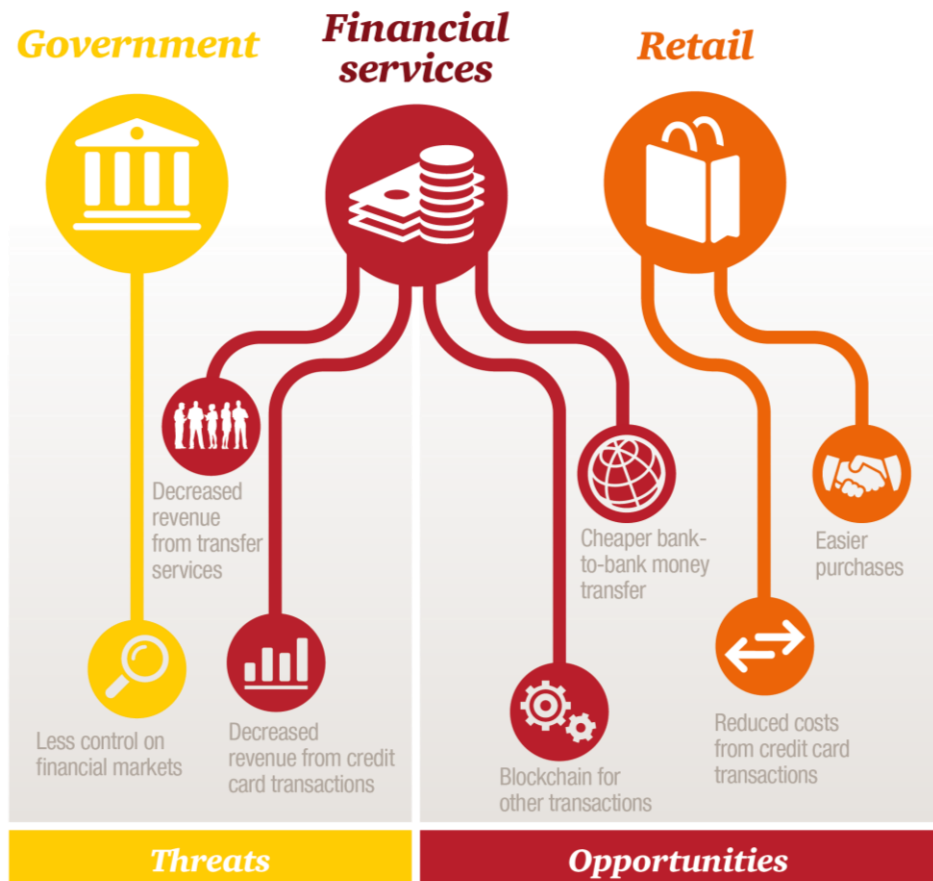 Government
Financial
services
Retail
Decreased
revenue
from transfer
services
Cheaper bank-
to-bank money
transfer
Easier
purchases
Less control on
financial markets
Decreased
revenue from credit
card transactions
Blockchain for
other transactions
Reduced costs
from credit card
transactions
Threats
Opportunities